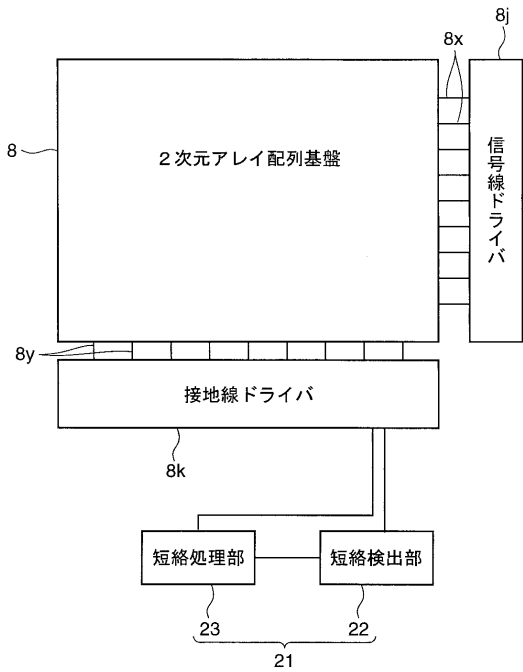 8j
8x
8
２次元アレイ配列基盤
信号線ドライバ
8y
接地線ドライバ
8k
短絡処理部
短絡検出部
23
22
21